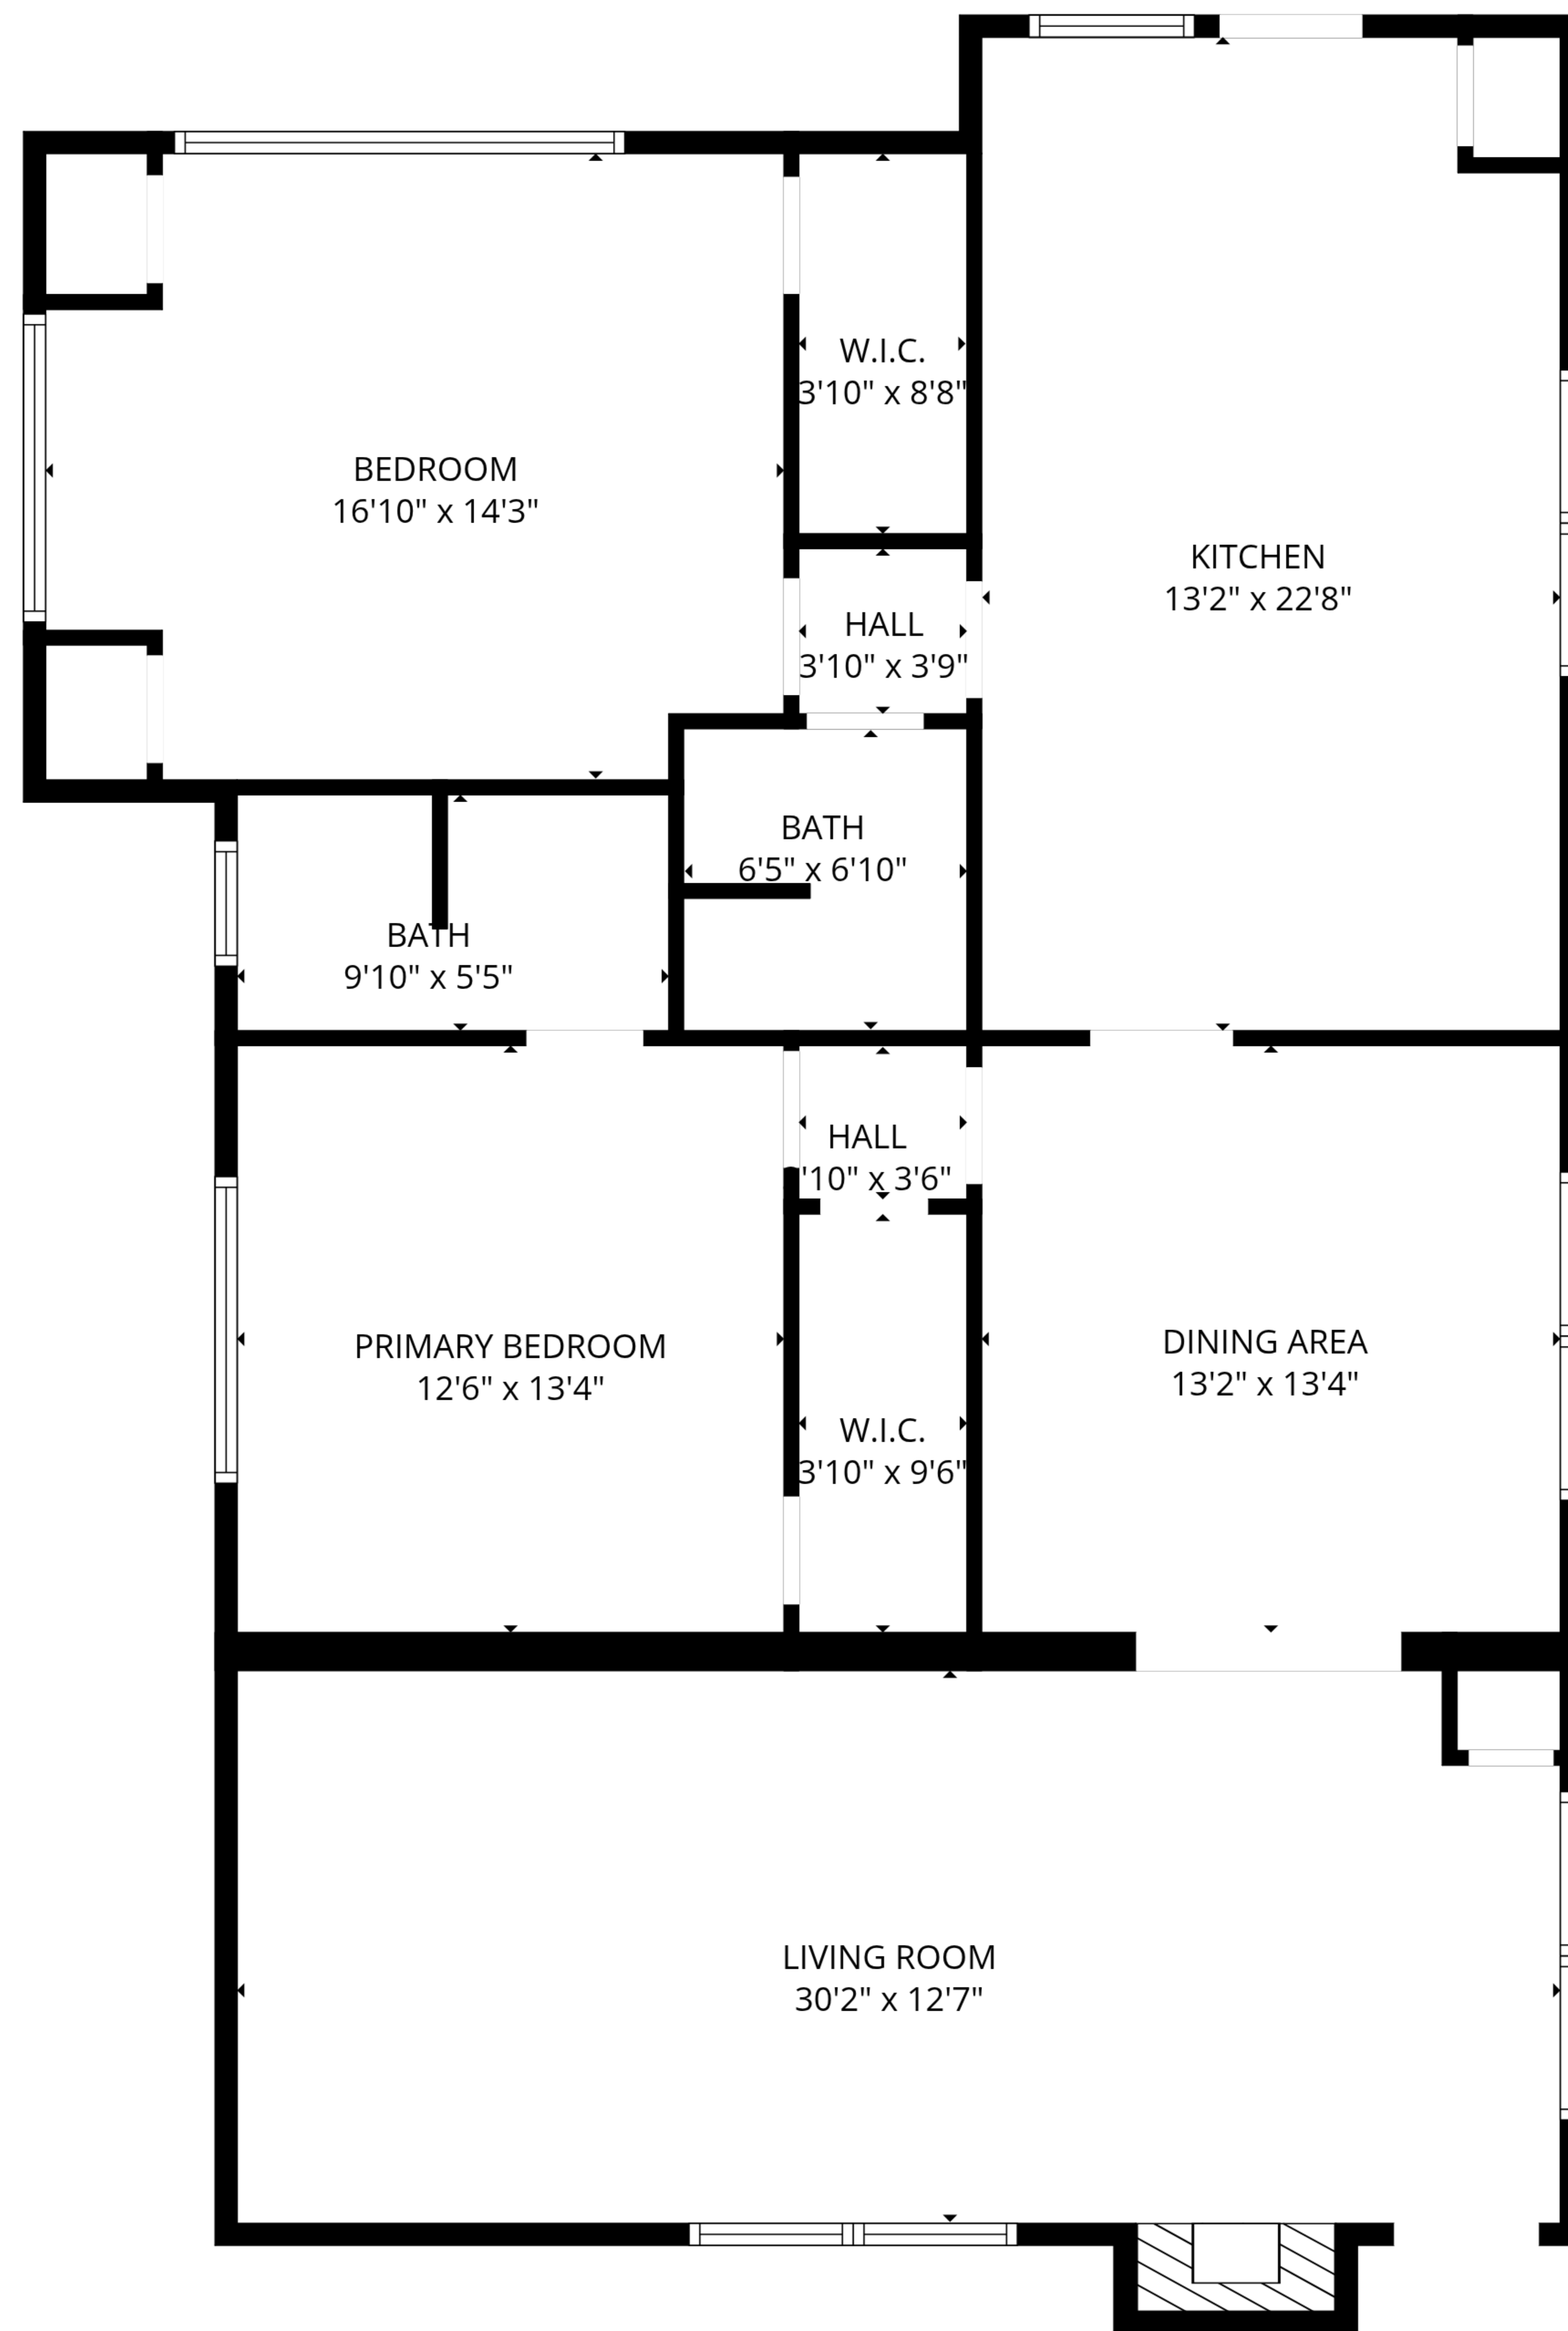 W.I.C.
3'10" x 8'8"
BEDROOM
16'10" x 14'3"
KITCHEN
13'2" x 22'8"
HALL
3'10" x 3'9"
BATH
6'5" x 6'10"
BATH
9'10" x 5'5"
HALL
'10" x 3'6"
PRIMARY BEDROOM
12'6" x 13'4"
DINING AREA
13'2" x 13'4"
W.I.C.
3'10" x 9'6"
LIVING ROOM
30'2" x 12'7"